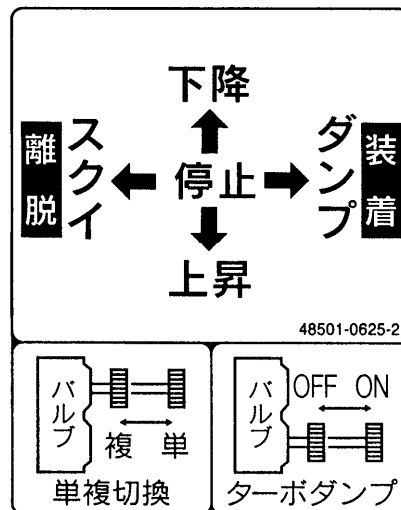 下降
離脱
スクイ
停止
ダンプ
装着
上昇
48501-0625-2
バルブ
複 単
単複切換
バルブ
OFF ON
ターボダンプ